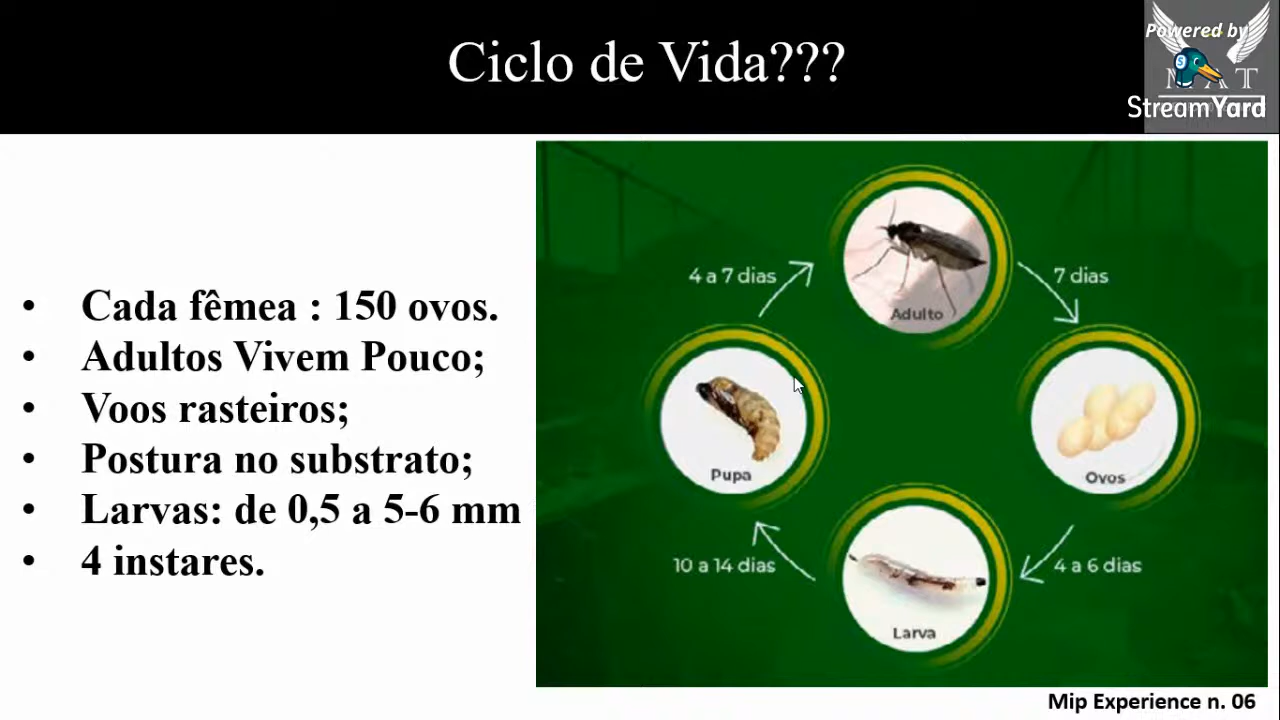 Ciclo de Vida???
Powered by
StreamYard
• Cada fêmea : 150 ovos.
• Adultos Vivem Pouco;
• Voos rasteiros;
• Postura no substrato;
• Larvas: de 0,5 a 5-6 mm
• 4 instares.
Adulto
4 a 7 dias
7 dias
Pupa
Ovos
10 a 14 dias
4 a 6 dias
Larva
Mip Experience n. 06